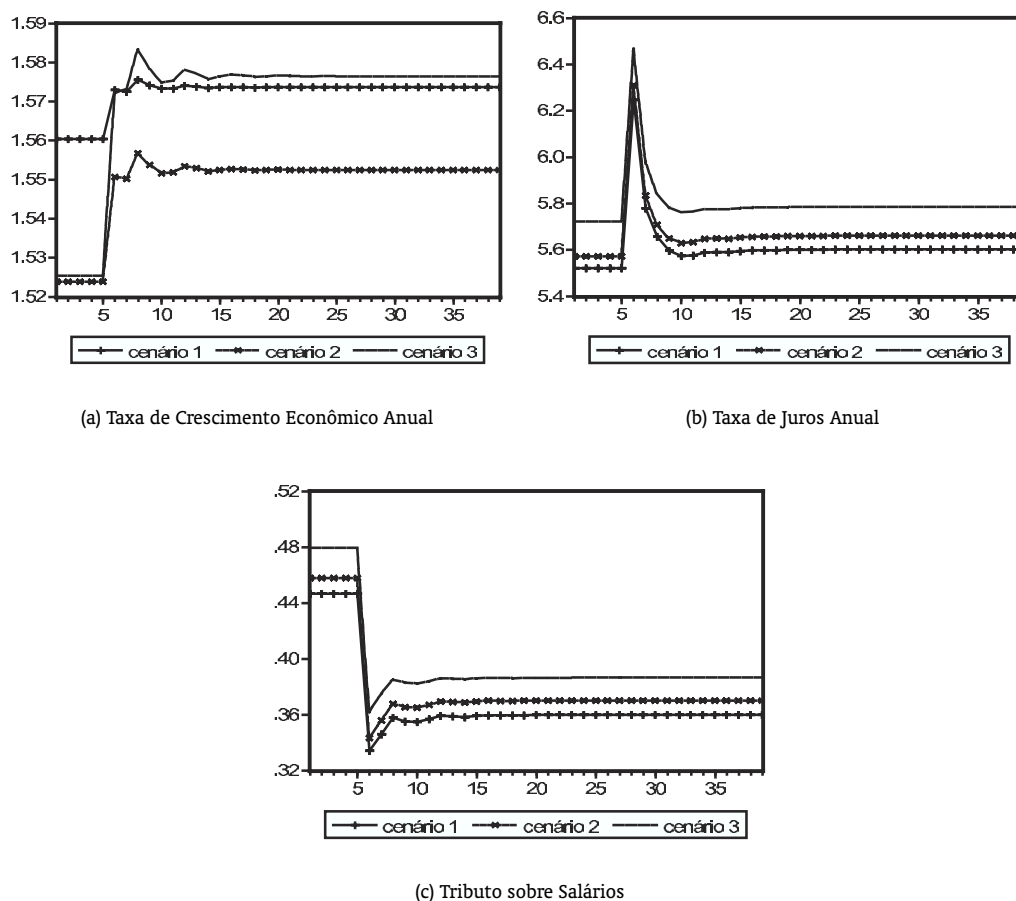 1.59
1.58
1.57
1.56
1.55
1.54
1.53
1.52
5 10 15 20 25 30 35
cenário 1 cenário 2 cenário 3
(a) Taxa de Crescimento Econômico Anual
6.6
6.4
6.2
6.0
5.8
5.6
5.4
5 10 15 20 25 30 35
cenário 1 cenário 2 cenário 3
(b) Taxa de Juros Anual
.52
.48
.44
.40
.36
.32
5 10 15 20 25 30 35
cenário 1 cenário 2 cenário 3
(c) Tributo sobre Salários